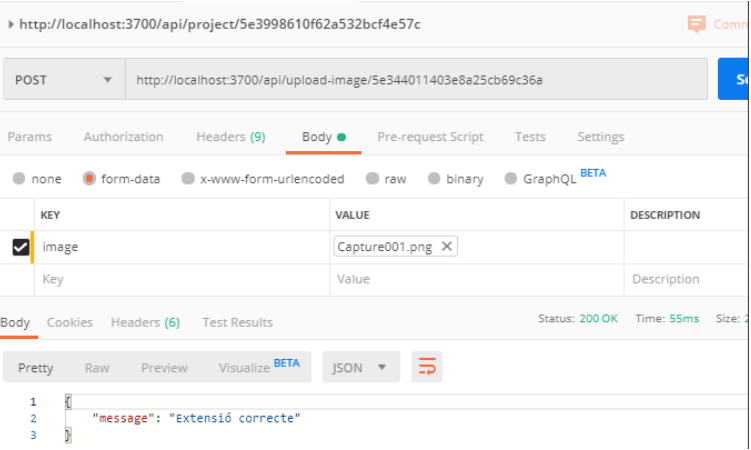 http://localhost:3700/api/project/5e3998610f62a532bcf4e57c
Comm
POST http://localhost:3700/api/upload-image/5e344011403e8a25cb69c36a
Params Authorization Headers (9) Body Pre-request Script Tests Settings
none form-data x-www-form-urlencoded raw binary GraphQL BETA
KEY VALUE DESCRIPTION
image Capture001.png
Key Value Description
Body Cookies Headers (6) Test Results Status: 200 OK Time: 55ms Size:
Pretty Raw Preview Visualize BETA JSON
1 {
2 "message": "Extensió correcte"
3 }